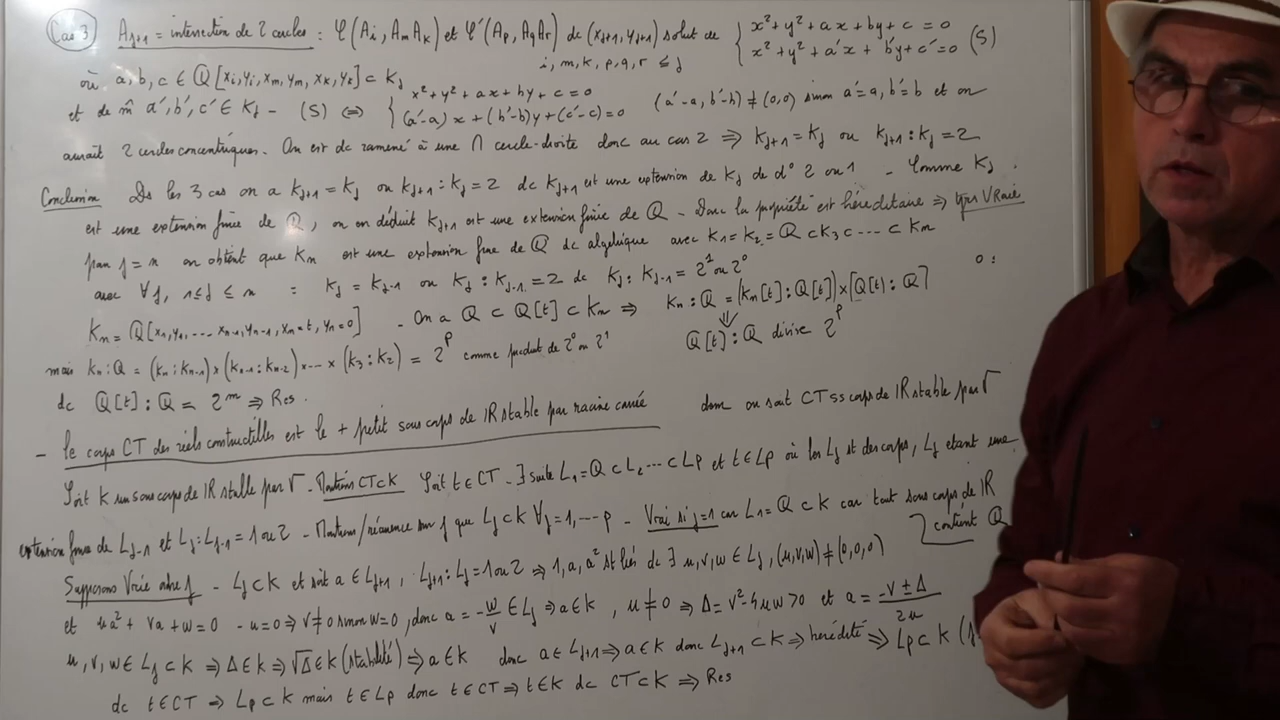 Cas 3 A_{j+1} = intersection de 2 cercles : φ(A_i, A_m A_k) et φ'(A_p, A_q A_r) dc (x_{j+1}, y_{j+1}) solut de { x² + y² + ax + by + c = 0
x² + y² + a'x + b'y + c' = 0 (S)
i, m, k, p, q, r ≤ j
où a, b, c ∈ Q[x_i, y_i, x_m, y_m, x_k, y_k] ⊂ K_j
et de m̂ a', b', c' ∈ K_j - (S) ⇔ { x² + y² + ax + by + c = 0
(a'-a)x + (b'-b)y + (c'-c) = 0 (a'-a, b'-b) ≠ (0,0) sinon a'=a, b'=b et on
aurait 2 cercles concentriques. On est dc ramené à une ∩ cercle-droite donc au cas 2 ⇒ K_{j+1} = K_j ou K_{j+1} : K_j = 2
Conclusion Ds les 3 cas on a K_{j+1} = K_j ou K_{j+1} : K_j = 2 dc K_{j+1} est une extension de K_j de d° 2 ou 1 - Comme K_j
est une extension finie de Q, on en déduit K_{j+1} est une extension finie de Q - Donc la propriété est héréditaire ⇒ tjrs VRaie
pour j = n on obtient que K_n est une extension finie de Q dc algébrique avec K_1 = K_2 = Q ⊂ K_3 ⊂ ---- ⊂ K_n
avec ∀j, 1≤j≤n : K_j = K_{j-1} ou K_j : K_{j-1} = 2 dc K_j : K_{j-1} = 2¹ ou 2⁰
K_n = Q[x_1, y_1, ---- x_{n-1}, y_{n-1}, x_n = t, y_n = 0] - On a Q ⊂ Q[t] ⊂ K_n ⇒ K_n : Q = (K_n[t] : Q[t]) × (Q[t] : Q]
mais K_n : Q = (K_n : K_{n-1}) × (K_{n-1} : K_{n-2}) × --- × (K_3 : K_2) = 2^p comme produit de 2⁰ ou 2¹ ⇓ Q[t] : Q divise 2^p
dc Q[t] : Q = 2^m ⇒ Res.
- le corps CT des réels constructibles est le + petit sous corps de IR stable par racine carrée dem on sait CT ss corps de IR stable par √
Soit K un sous corps de IR stable par √ - Montrons CT⊂K Soit t∈CT - ∃ suite L_1 = Q ⊂ L_2 --- ⊂ L_p et t∈L_p où les L_j st des corps, L_j etant une
extension finie de L_{j-1} et L_j : L_{j-1} = 1 ou 2 - Montrons/récurence sur j que L_j ⊂ K ∀j = 1, --- p - Vrai si j=1 car L_1 = Q ⊂ K car tout sous corps de IR
contient Q
Supposons Vraie ordre j - L_j ⊂ K et soit a ∈ L_{j+1}, L_{j+1} : L_j = 1 ou 2 ⇒ 1, a, a² st liés dc ∃ u, v, w ∈ L_j, (u,v,w) ≠ (0,0,0)
et ua² + va + w = 0 - u=0 ⇒ v≠0 sinon w=0, donc a = -w/v ∈ L_j ⇒ a∈K, u≠0 ⇒ Δ = v² - 4uw > 0 et a = (-v ± Δ)/2u
u, v, w ∈ L_j ⊂ K ⇒ Δ∈K ⇒ √Δ ∈ K (stabilité) ⇒ a∈K donc a∈L_{j+1} ⇒ a∈K donc L_{j+1} ⊂ K ⇒ hérédité ⇒ L_p ⊂ K
dc t∈CT ⇒ L_p ⊂ K mais t∈L_p donc t∈CT ⇒ t∈K dc CT⊂K ⇒ Res